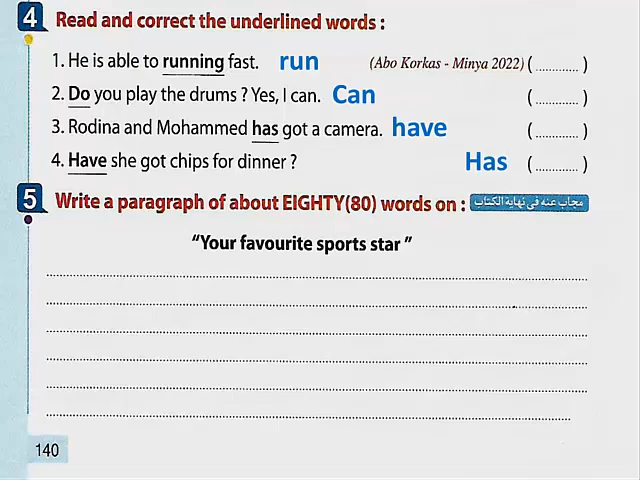 4 Read and correct the underlined words :
1. He is able to running fast. run (Abo Korkas - Minya 2022) ( ............ )
2. Do you play the drums ? Yes, I can. Can ( ............ )
3. Rodina and Mohammed has got a camera. have ( ............ )
4. Have she got chips for dinner ? Has ( ............ )
5 Write a paragraph of about EIGHTY(80) words on : مجاب عنه فى نهاية الكتاب
“Your favourite sports star ”
140